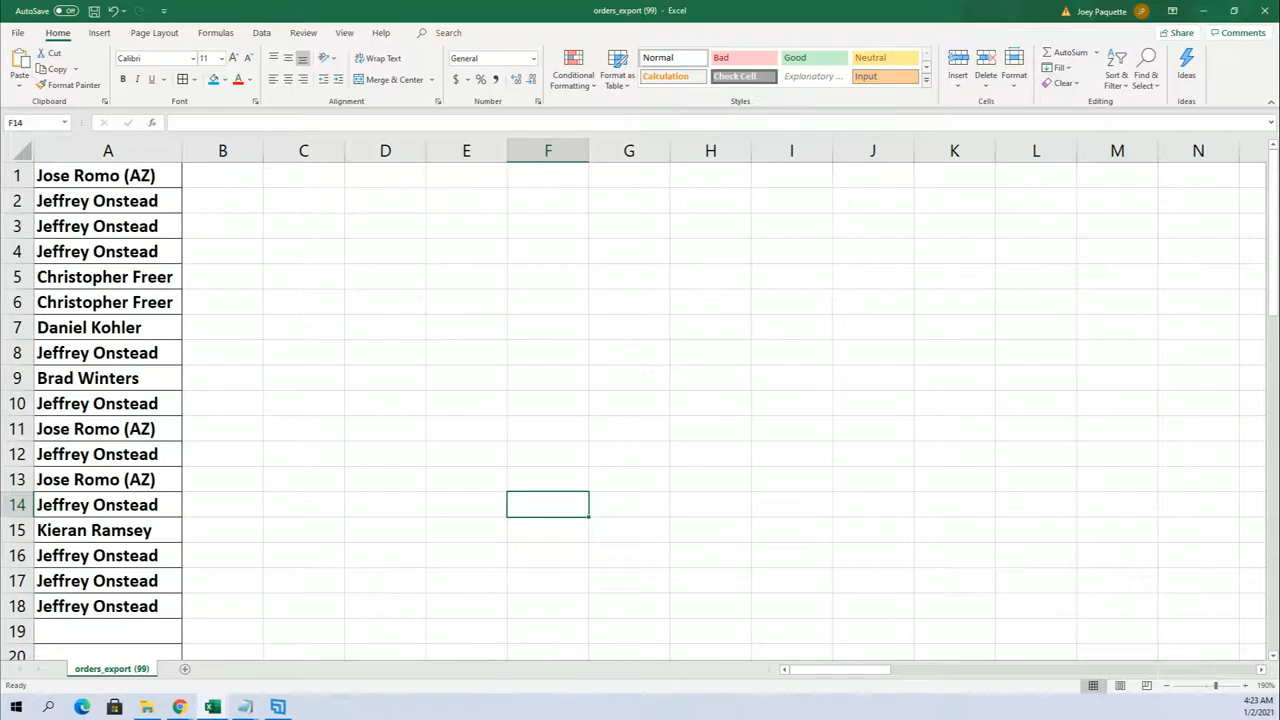 AutoSave Off orders_export (99) - Excel Joey Paquette JP
File Home Insert Page Layout Formulas Data Review View Help Search Share Comments
Paste Cut Copy Format Painter Clipboard
Calibri 11 B I U Font
Wrap Text Merge & Center Alignment
General $ % Number
Conditional Formatting Format as Table
Normal Bad Good Neutral
Calculation Check Cell Explanatory ... Input
Styles
Insert Delete Format Cells
AutoSum Fill Clear Sort & Filter Find & Select Editing
Ideas Ideas
F14 fx
A B C D E F G H I J K L M N
1 Jose Romo (AZ)
2 Jeffrey Onstead
3 Jeffrey Onstead
4 Jeffrey Onstead
5 Christopher Freer
6 Christopher Freer
7 Daniel Kohler
8 Jeffrey Onstead
9 Brad Winters
10 Jeffrey Onstead
11 Jose Romo (AZ)
12 Jeffrey Onstead
13 Jose Romo (AZ)
14 Jeffrey Onstead
15 Kieran Ramsey
16 Jeffrey Onstead
17 Jeffrey Onstead
18 Jeffrey Onstead
19
20
orders_export (99)
Ready 190%
4:23 AM
1/2/2021